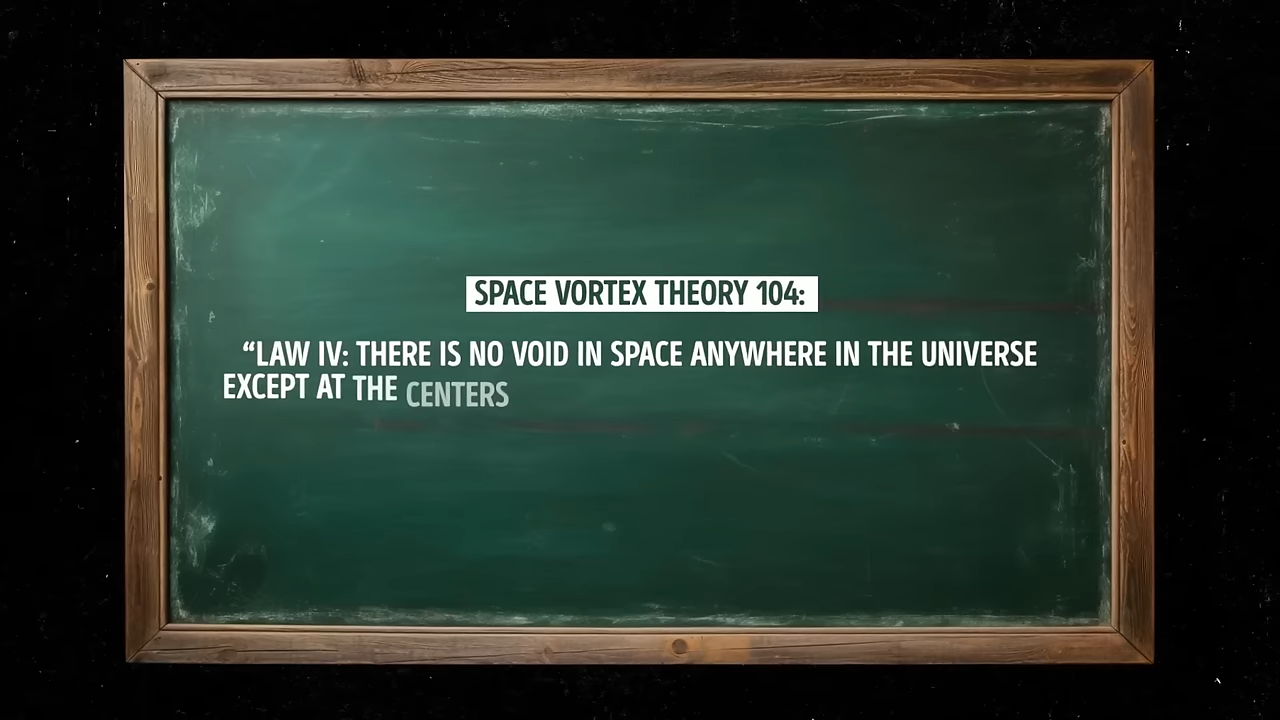 SPACE VORTEX THEORY 104:
“LAW IV: THERE IS NO VOID IN SPACE ANYWHERE IN THE UNIVERSE
EXCEPT AT THE CENTERS